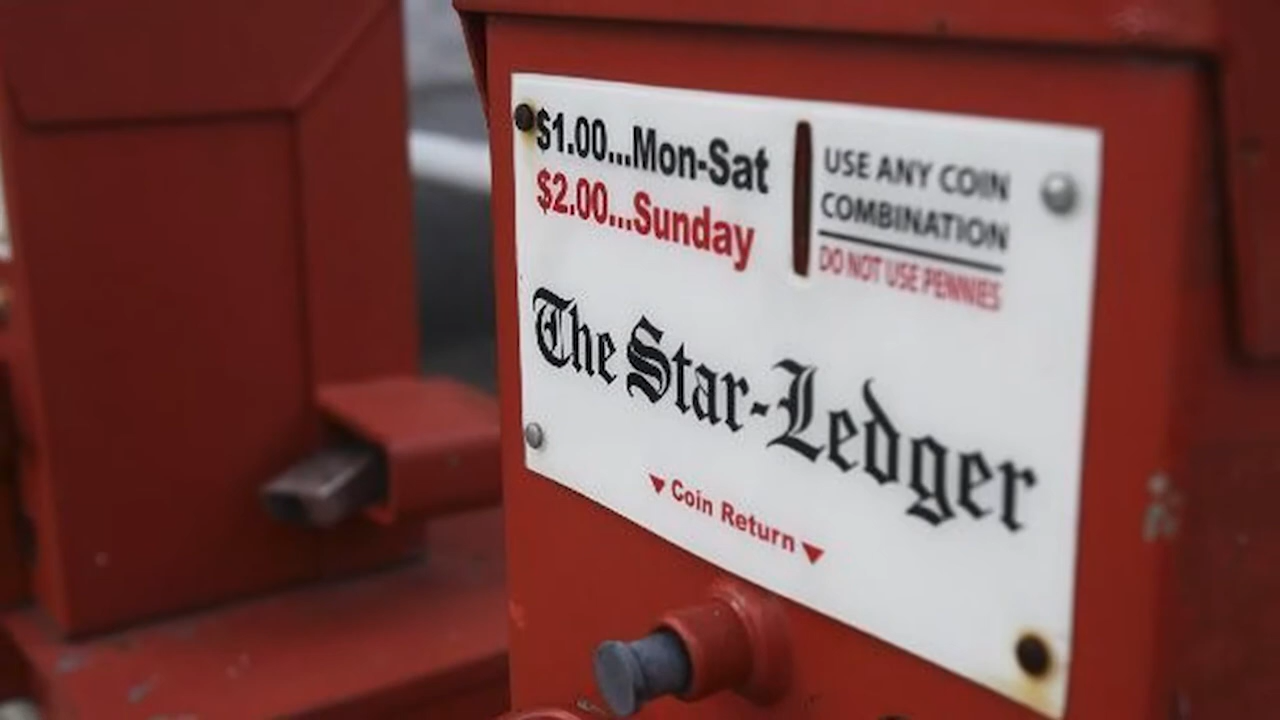 $1.00...Mon-Sat
$2.00...Sunday
USE ANY COIN
COMBINATION
DO NOT USE PENNIES
The Star-Ledger
Coin Return